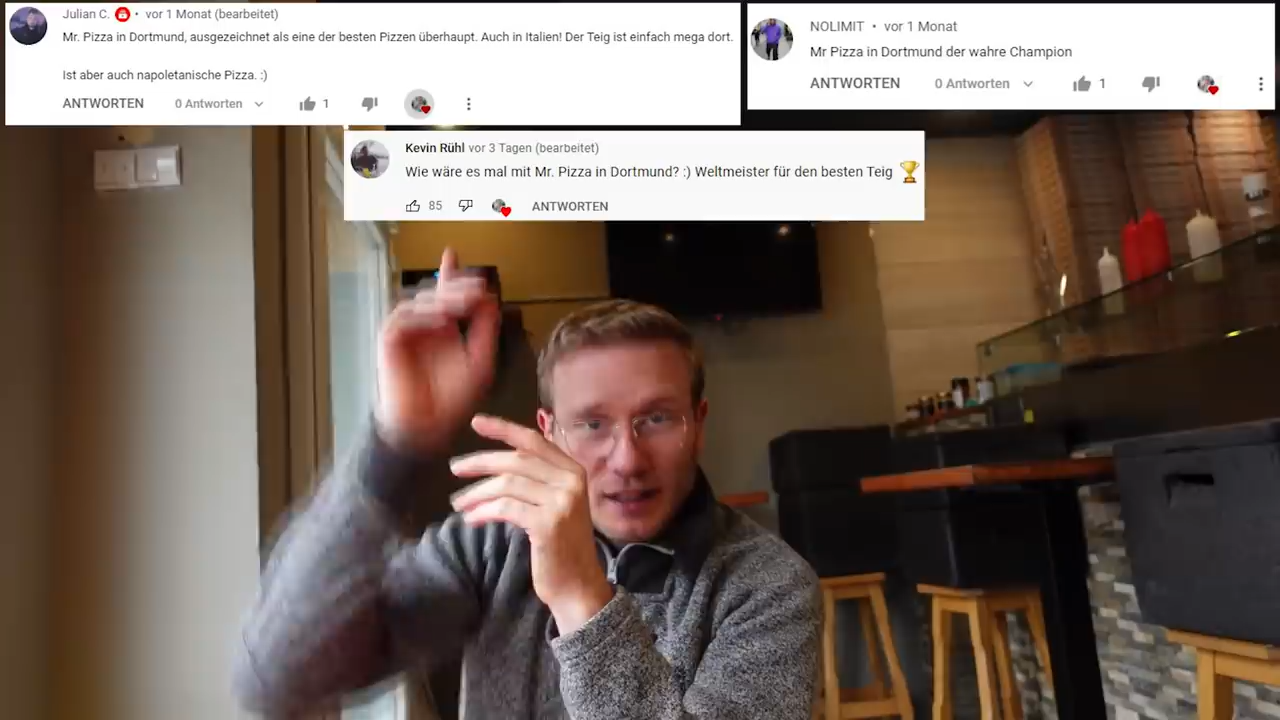 Julian C. • vor 1 Monat (bearbeitet)
Mr. Pizza in Dortmund, ausgezeichnet als eine der besten Pizzen überhaupt. Auch in Italien! Der Teig ist einfach mega dort.
Ist aber auch napoletanische Pizza. :)
ANTWORTEN 0 Antworten 1
NOLIMIT • vor 1 Monat
Mr Pizza in Dortmund der wahre Champion
ANTWORTEN 0 Antworten 1
Kevin Rühl vor 3 Tagen (bearbeitet)
Wie wäre es mal mit Mr. Pizza in Dortmund? :) Weltmeister für den besten Teig 🏆
85 ANTWORTEN